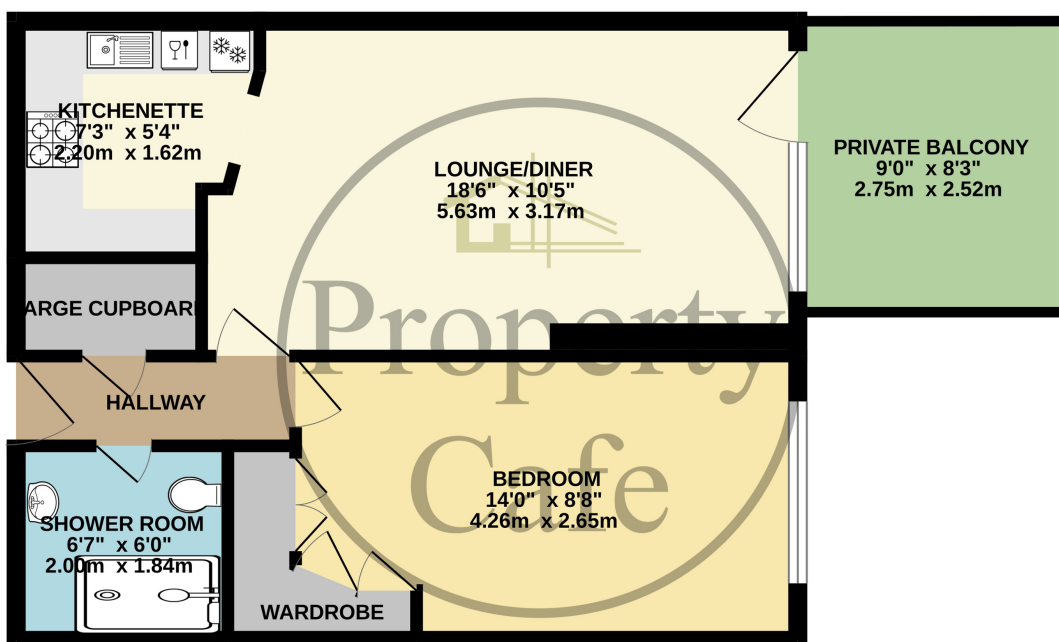 KITCHENETTE
7'3" x 5'4"
2.20m x 1.62m
LOUNGE/DINER
18'6" x 10'5"
5.63m x 3.17m
PRIVATE BALCONY
9'0" x 8'3"
2.75m x 2.52m
ARGE CUPBOAR
HALLWAY
BEDROOM
14'0" x 8'8"
4.26m x 2.65m
SHOWER ROOM
6'7" x 6'0"
2.00m x 1.84m
WARDROBE
Property
Cafe